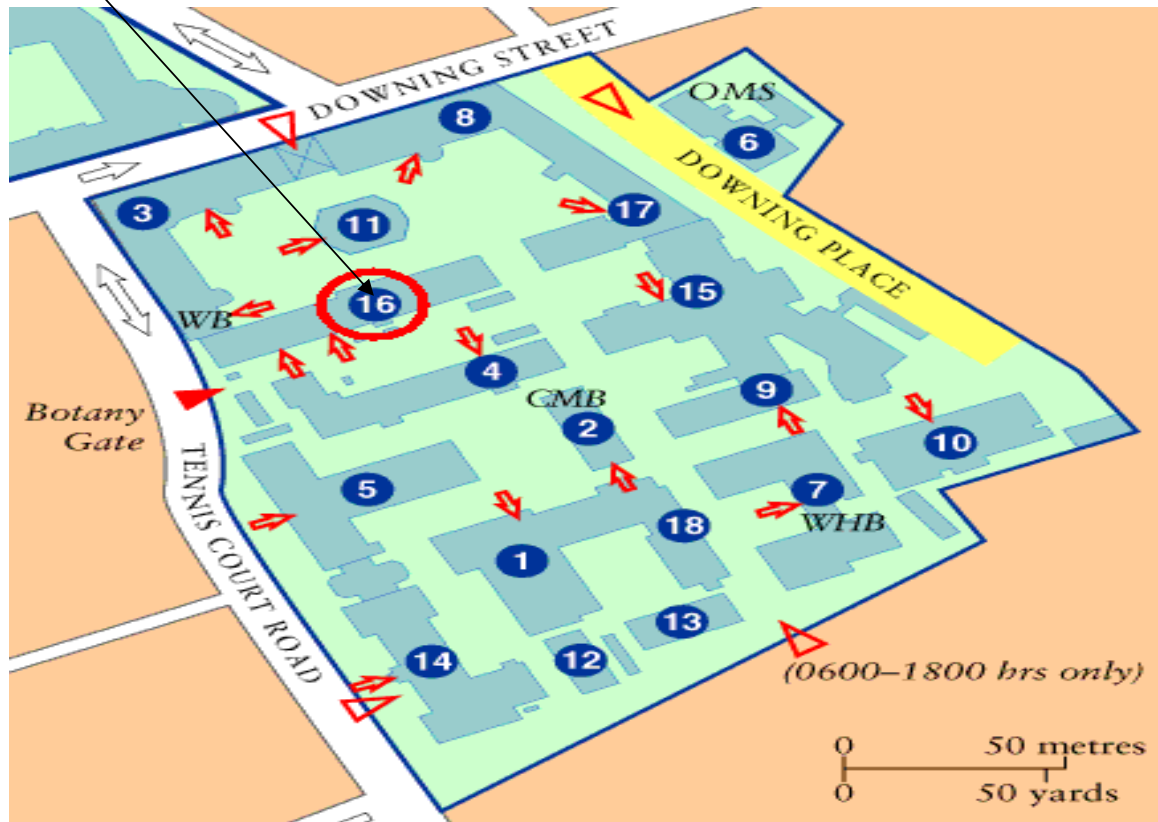 DOWNING STREET
OMS
6
8
3
11
17
DOWNING PLACE
15
16
WB
4
9
CMB
2
10
Botany
Gate
TENNIS COURT ROAD
5
7
WHB
18
1
13
14
12
(0600–1800 hrs only)
0 50 metres
0 50 yards